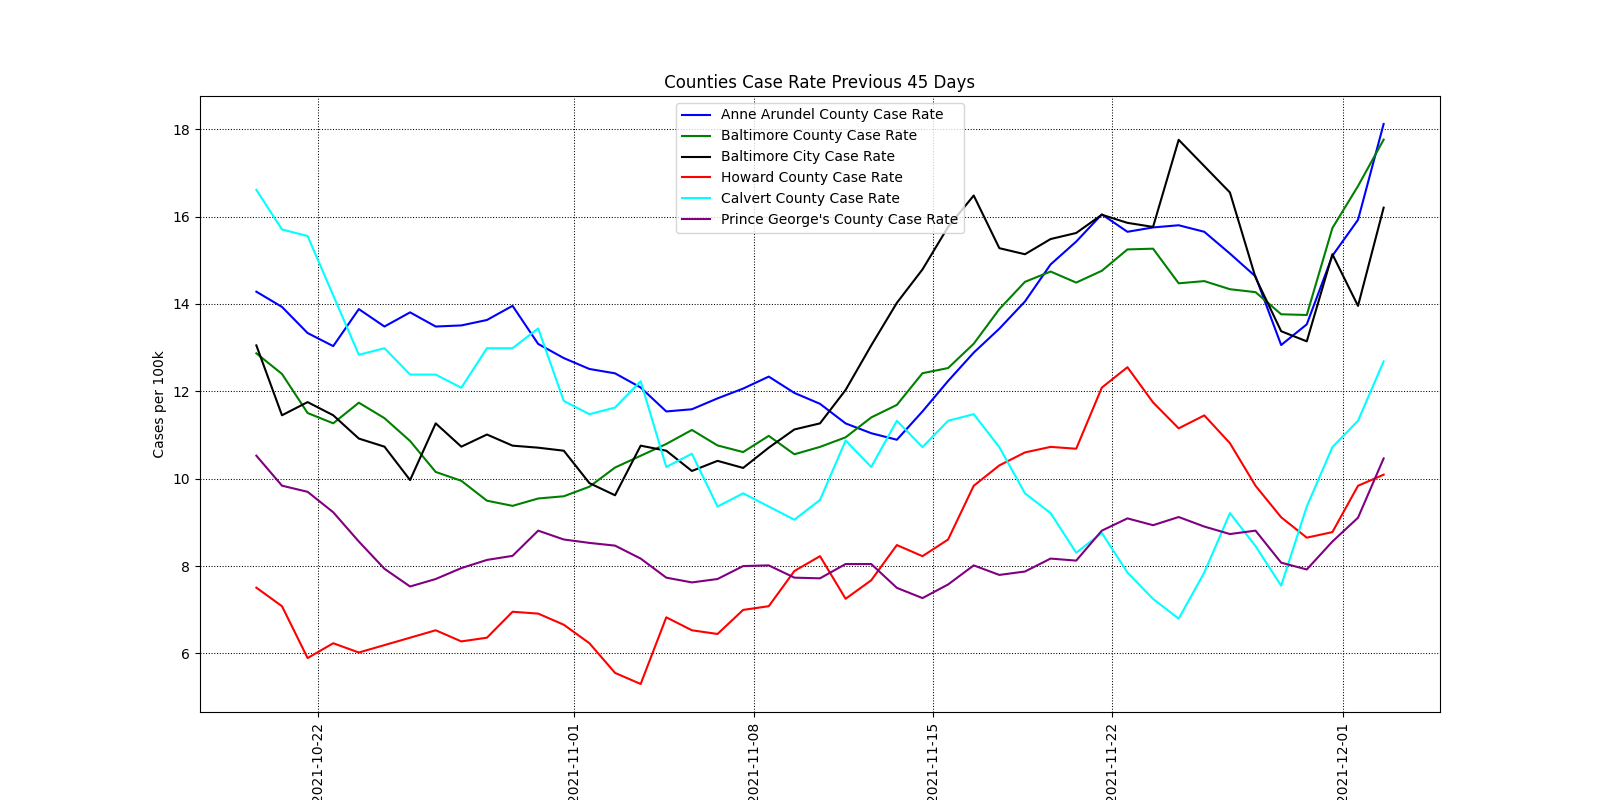 Counties Case Rate Previous 45 Days
Anne Arundel County Case Rate
Baltimore County Case Rate
Baltimore City Case Rate
Howard County Case Rate
Calvert County Case Rate
Prince George's County Case Rate
18
16
14
12
10
8
6
Cases per 100k
2021-10-22
2021-11-01
2021-11-08
2021-11-15
2021-11-22
2021-12-01